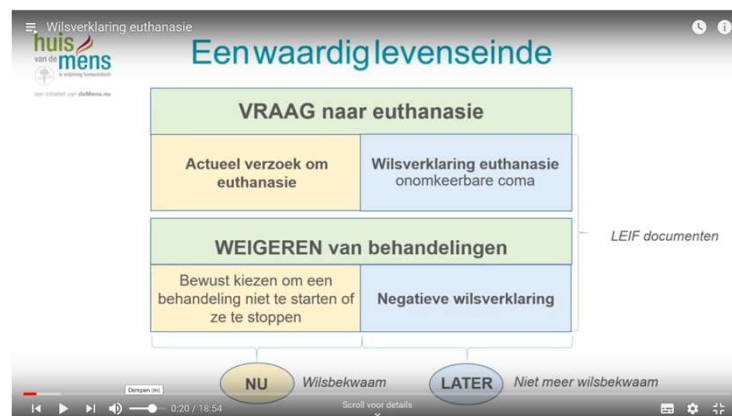 Wilsverklaring euthanasie
huis
van de mens
een initiatief van deMens.nu
Een waardig levenseinde
VRAAG naar euthanasie
Actueel verzoek om
euthanasie
Wilsverklaring euthanasie
onomkeerbare coma
LEIF documenten
WEIGEREN van behandelingen
Bewust kiezen om een
behandeling niet te starten of
ze te stoppen
Negatieve wilsverklaring
NU
Wilsbekwaam
LATER
Niet meer wilsbekwaam
Dempen (m)
0:20 / 18:54
Scroll voor details